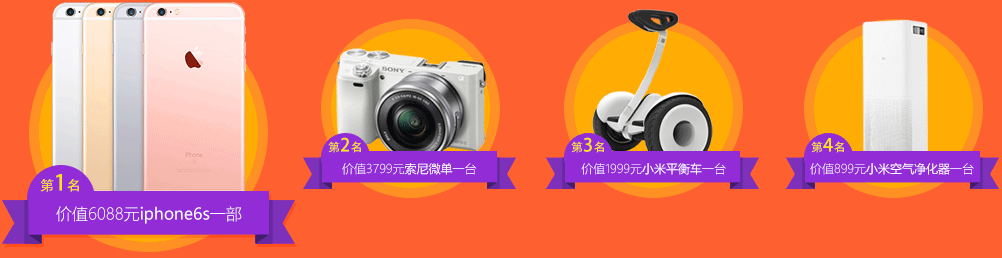 第1名
价值6088元iphone6s一部
iPhone
SONY
第2名
价值3799元索尼微单一台
第3名
价值1999元小米平衡车一台
第4名
价值899元小米空气净化器一台